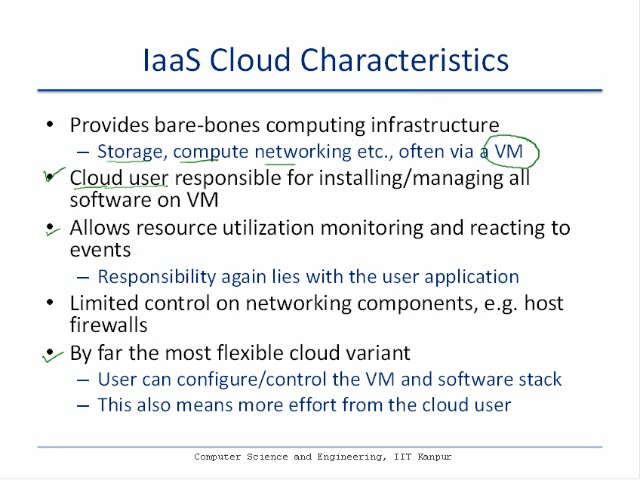 IaaS Cloud Characteristics
• Provides bare-bones computing infrastructure
– Storage, compute networking etc., often via a VM
• Cloud user responsible for installing/managing all
software on VM
• Allows resource utilization monitoring and reacting to
events
– Responsibility again lies with the user application
• Limited control on networking components, e.g. host
firewalls
• By far the most flexible cloud variant
– User can configure/control the VM and software stack
– This also means more effort from the cloud user
Computer Science and Engineering, IIT Kanpur